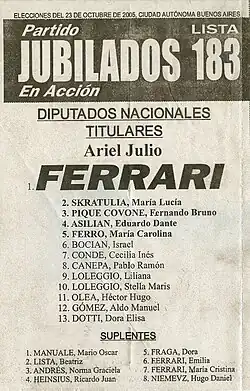 ELECCIONES DEL 23 DE OCTUBRE DE 2005, CIUDAD AUTÓNOMA BUENOS AIRES
Partido LISTA
JUBILADOS 183
En Acción
DIPUTADOS NACIONALES
TITULARES
Ariel Julio
1. FERRARI
2. SKRATULIA, María Lucía
3. PIQUE COVONE, Fernando Bruno
4. ASILIAN, Eduardo Dante
5. FERRO, María Carolina
6. BOCIAN, Israel
7. CONDE, Cecilia Inés
8. CANEPA, Pablo Ramón
9. LOLEGGIO, Liliana
10. LOLEGGIO, Stella Maris
11. OLEA, Héctor Hugo
12. GÓMEZ, Aldo Manuel
13. DOTTI, Dora Elisa
SUPLENTES
1. MANUALE, Mario Oscar
2. LISTA, Beatriz
3. ANDRÉS, Norma Graciela
4. HEINSIUS, Ricardo Juan
5. FRAGA, Dora
6. FERRARI, Emilia
7. FERRARI, María Cristina
8. NIEMEVZ, Hugo Daniel